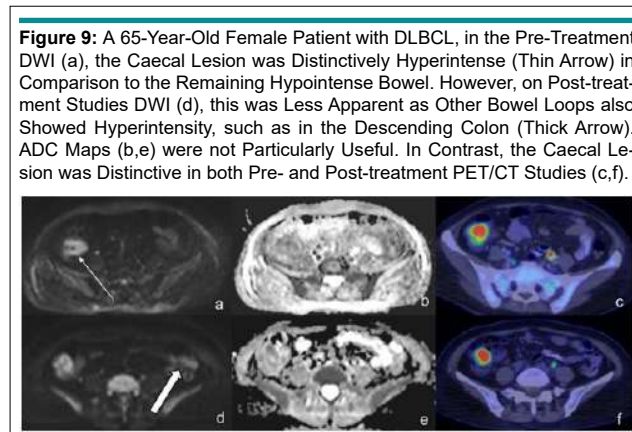 Figure 9: A 65-Year-Old Female Patient with DLBCL, in the Pre-Treatment
DWI (a), the Caecal Lesion was Distinctively Hyperintense (Thin Arrow) in
Comparison to the Remaining Hypointense Bowel. However, on Post-treat-
ment Studies DWI (d), this was Less Apparent as Other Bowel Loops also
Showed Hyperintensity, such as in the Descending Colon (Thick Arrow).
ADC Maps (b,e) were not Particularly Useful. In Contrast, the Caecal Le-
sion was Distinctive in both Pre- and Post-treatment PET/CT Studies (c,f).
a b c
d e f